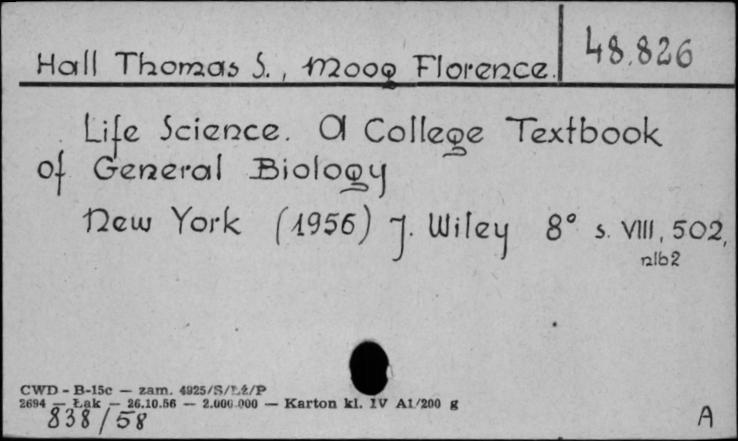 Hall Thomas S., Moog Florence. 48.826
Life Science. A College Textbook
of General Biology
New York (1956) J. Wiley 8° s. VIII, 502,
nlb2
CWD - B-15c — zam. 4925/S/LŻ/P
2694 — Łak — 26.10.56 — 2.000.000 — Karton kl. IV A1/200 g
838/58
A